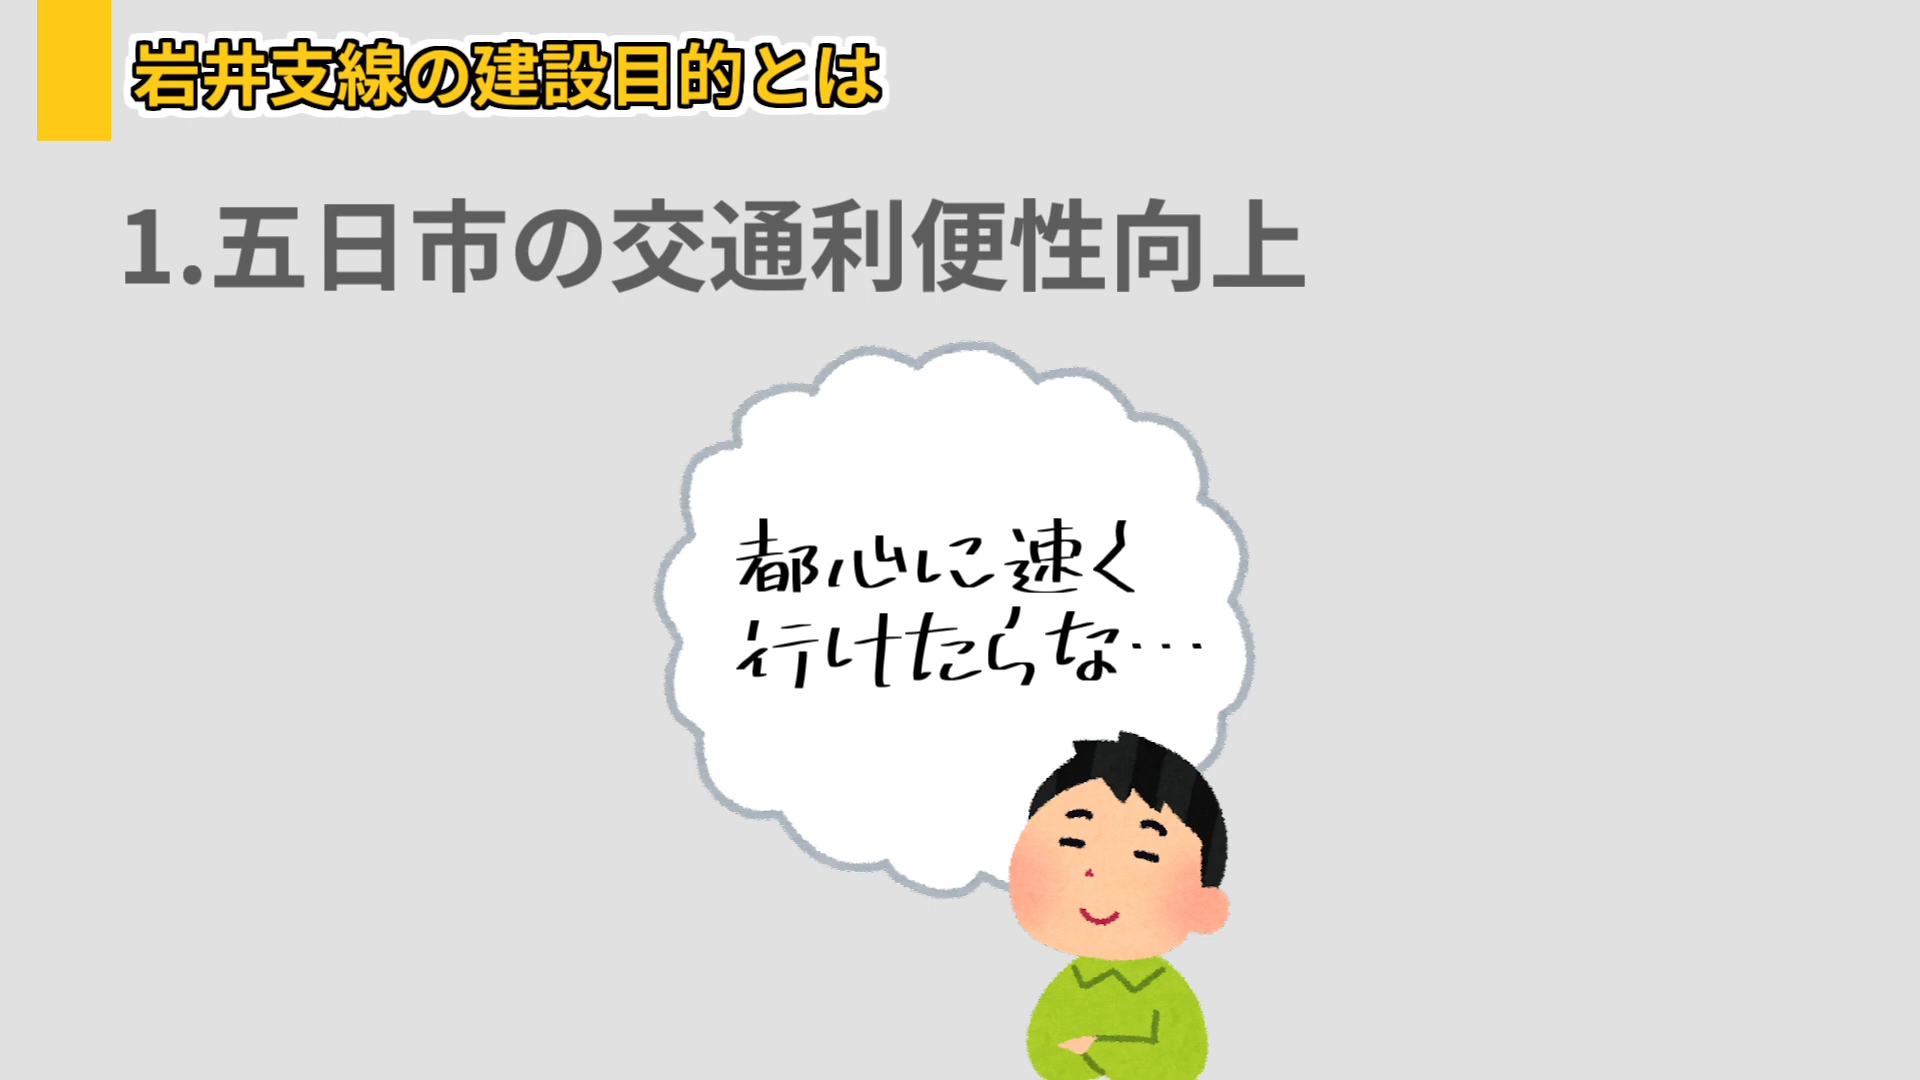 岩井支線の建設目的とは
1.五日市の交通利便性向上
都心に速く
行けたらな…